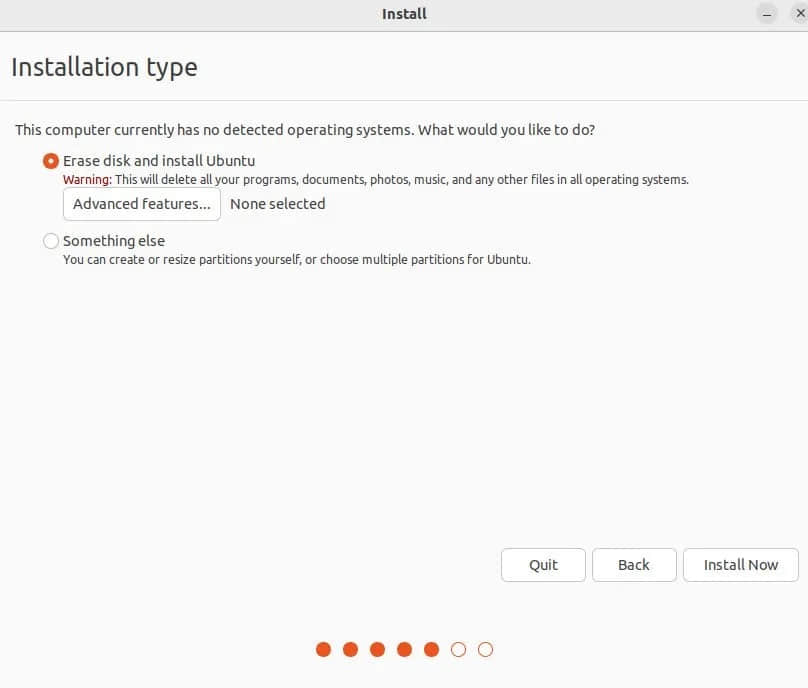 Install
Installation type
This computer currently has no detected operating systems. What would you like to do?
Erase disk and install Ubuntu
Warning: This will delete all your programs, documents, photos, music, and any other files in all operating systems.
Advanced features... None selected
Something else
You can create or resize partitions yourself, or choose multiple partitions for Ubuntu.
Quit Back Install Now